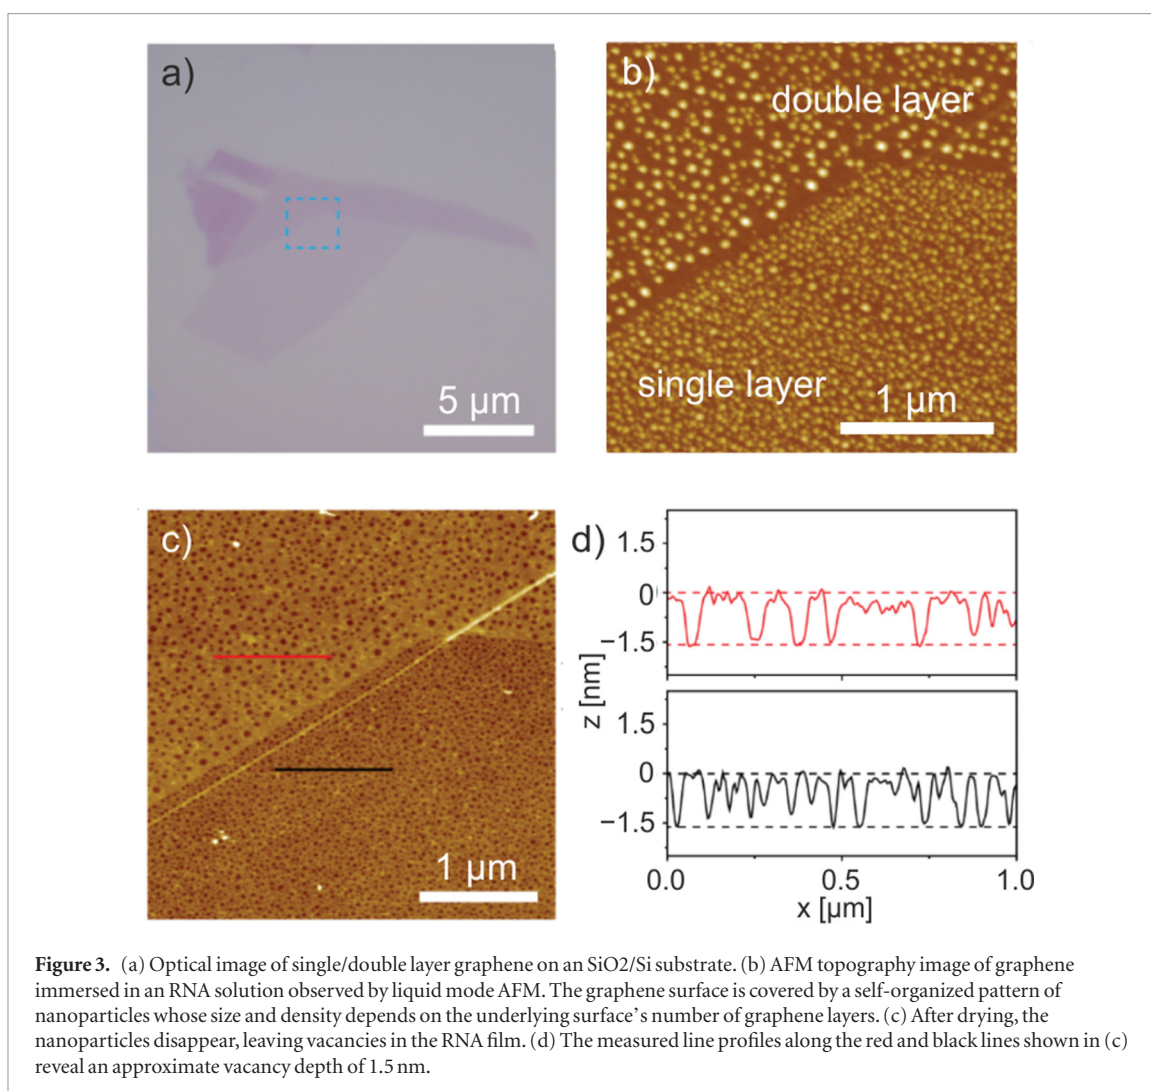 a)
5 μm
b)
double layer
single layer
1 μm
c)
1 μm
d)
1.5
0
−1.5
z [nm]
1.5
0
−1.5
0.0 0.5 1.0
x [μm]
Figure 3. (a) Optical image of single/double layer graphene on an SiO2/Si substrate. (b) AFM topography image of graphene
immersed in an RNA solution observed by liquid mode AFM. The graphene surface is covered by a self-organized pattern of
nanoparticles whose size and density depends on the underlying surface's number of graphene layers. (c) After drying, the
nanoparticles disappear, leaving vacancies in the RNA film. (d) The measured line profiles along the red and black lines shown in (c)
reveal an approximate vacancy depth of 1.5 nm.